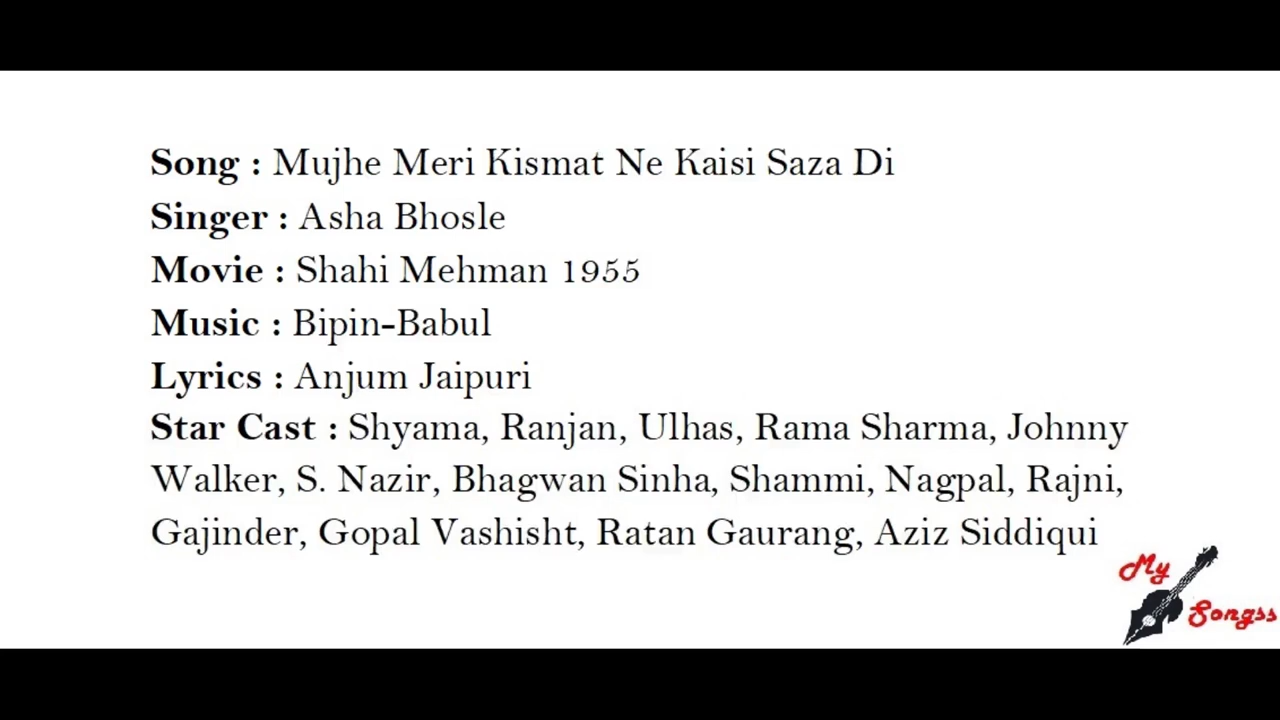 Song : Mujhe Meri Kismat Ne Kaisi Saza Di
Singer : Asha Bhosle
Movie : Shahi Mehman 1955
Music : Bipin-Babul
Lyrics : Anjum Jaipuri
Star Cast : Shyama, Ranjan, Ulhas, Rama Sharma, Johnny
Walker, S. Nazir, Bhagwan Sinha, Shammi, Nagpal, Rajni,
Gajinder, Gopal Vashisht, Ratan Gaurang, Aziz Siddiqui
My
Songss